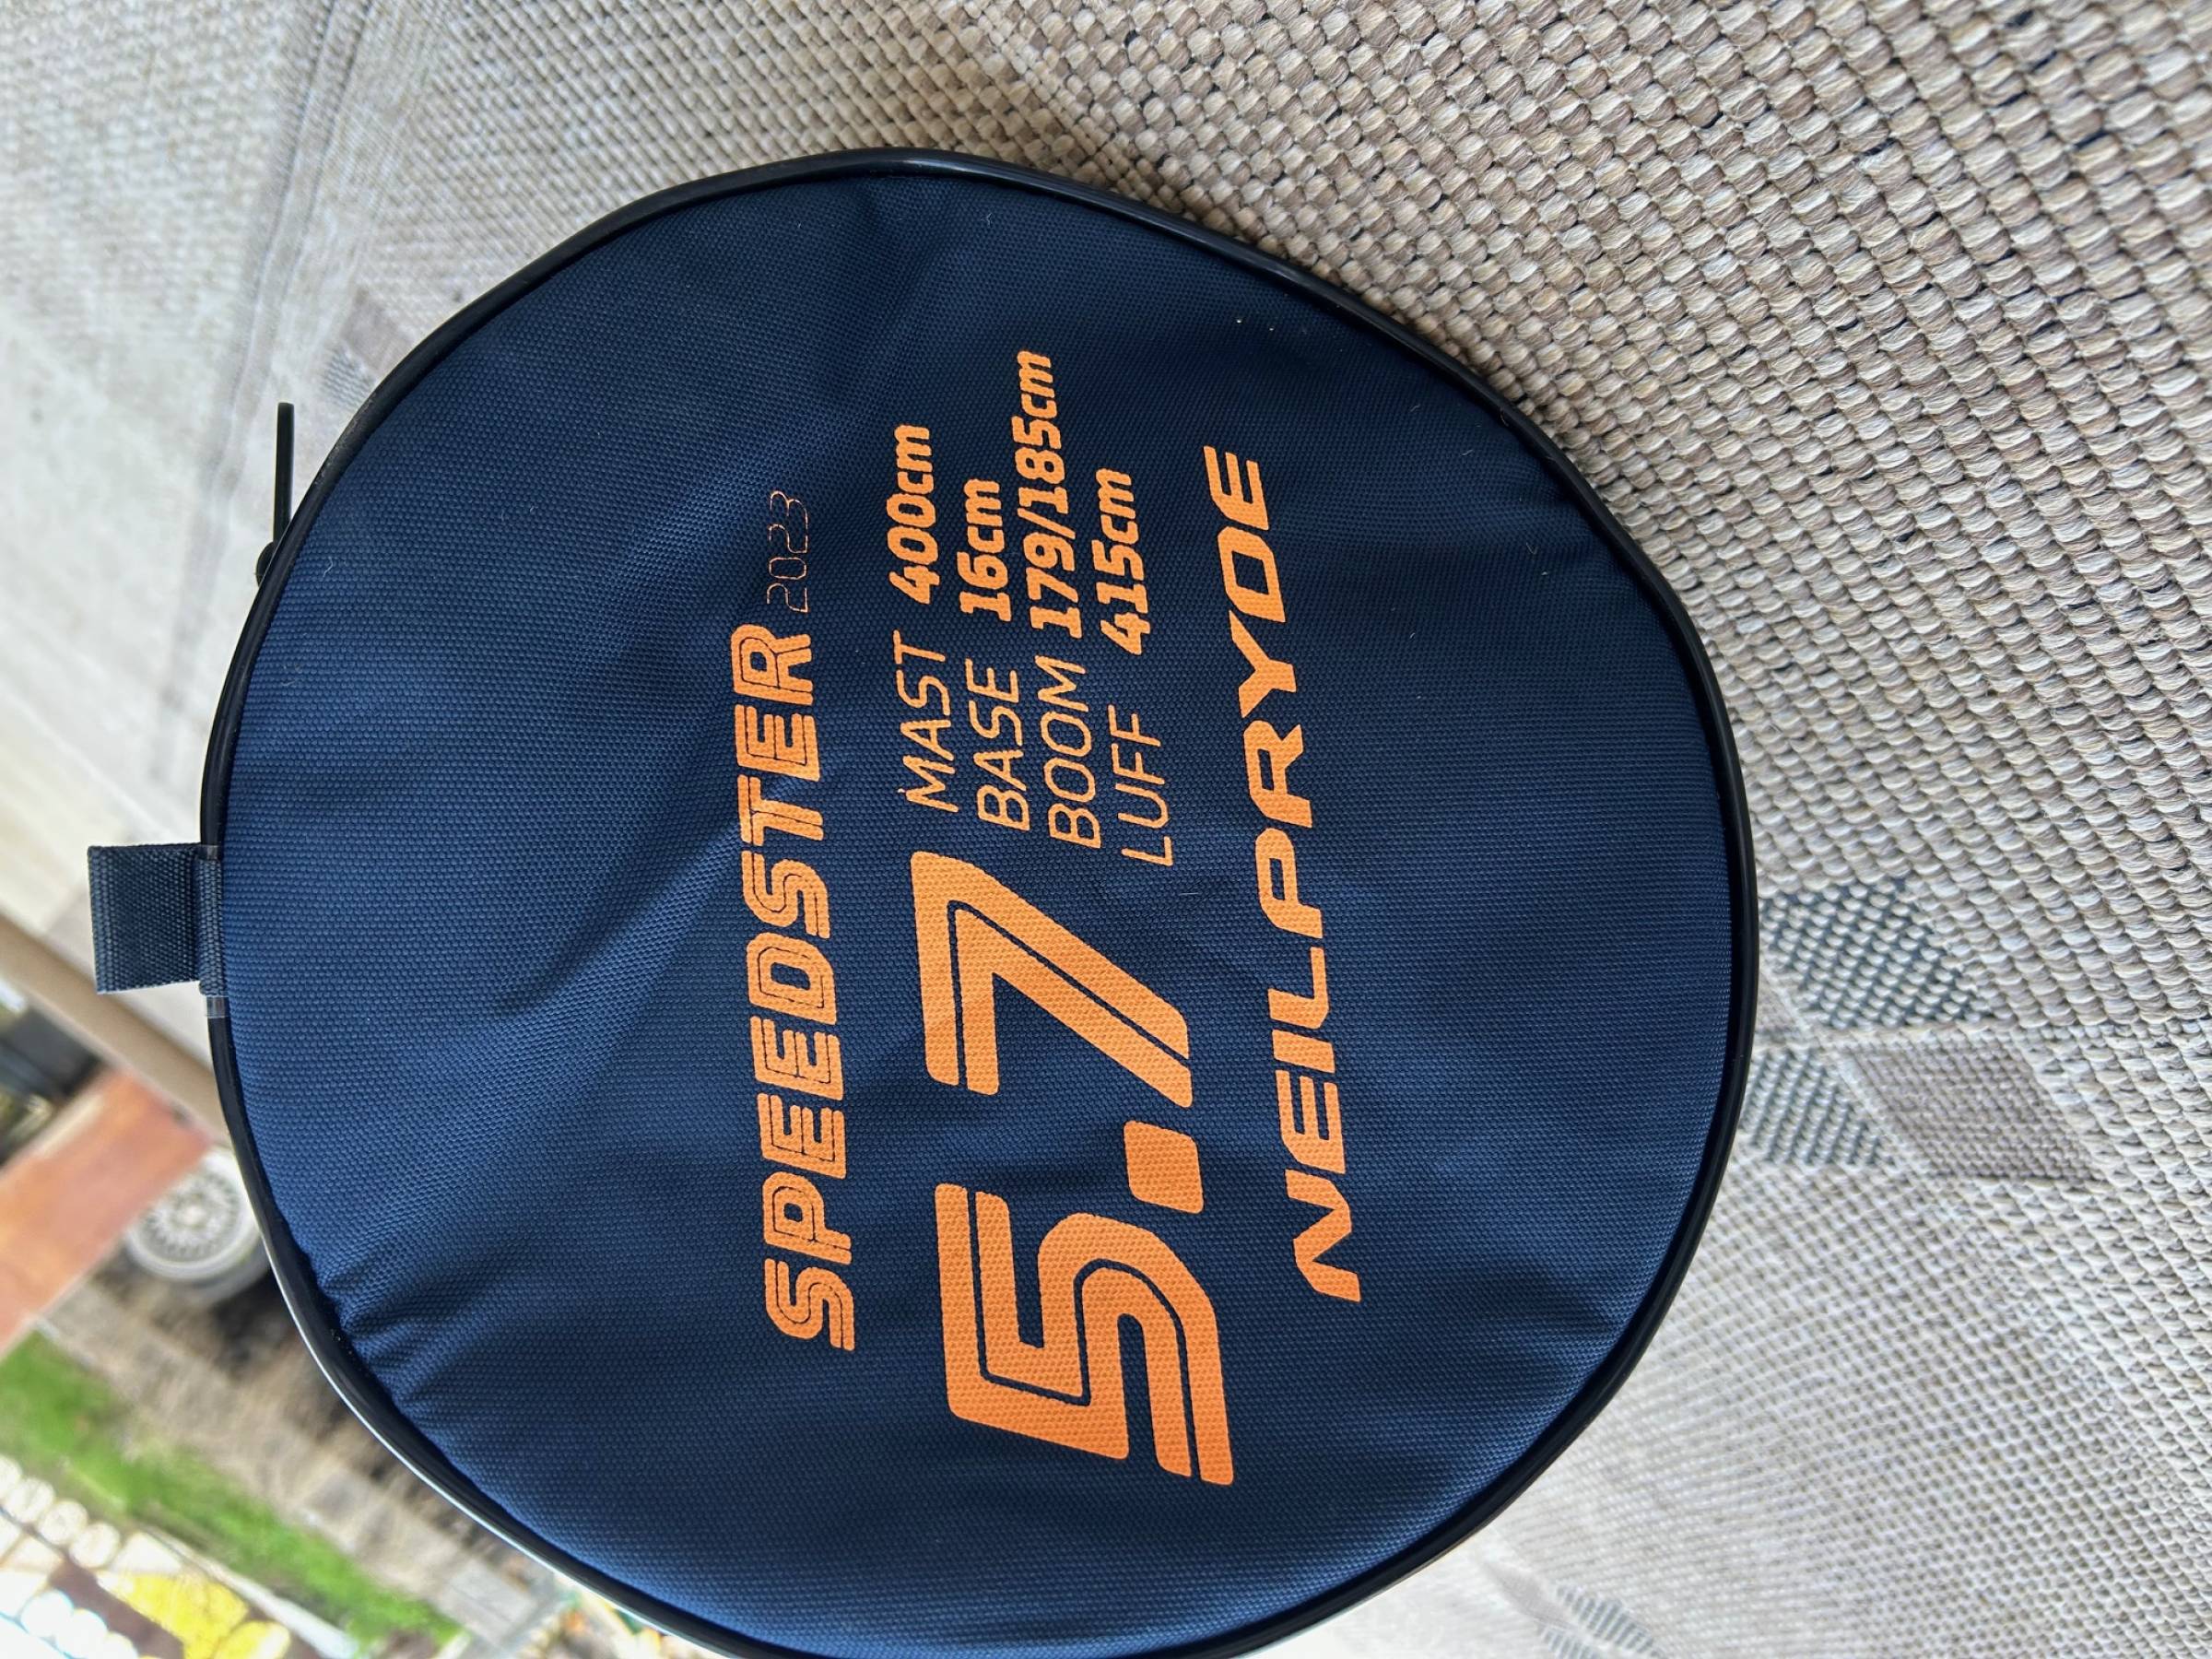 SPEEDSTER 2023
5.7
MAST 400cm
BASE 16cm
BOOM 179/185cm
LUFF 415cm
NEILPRYDE